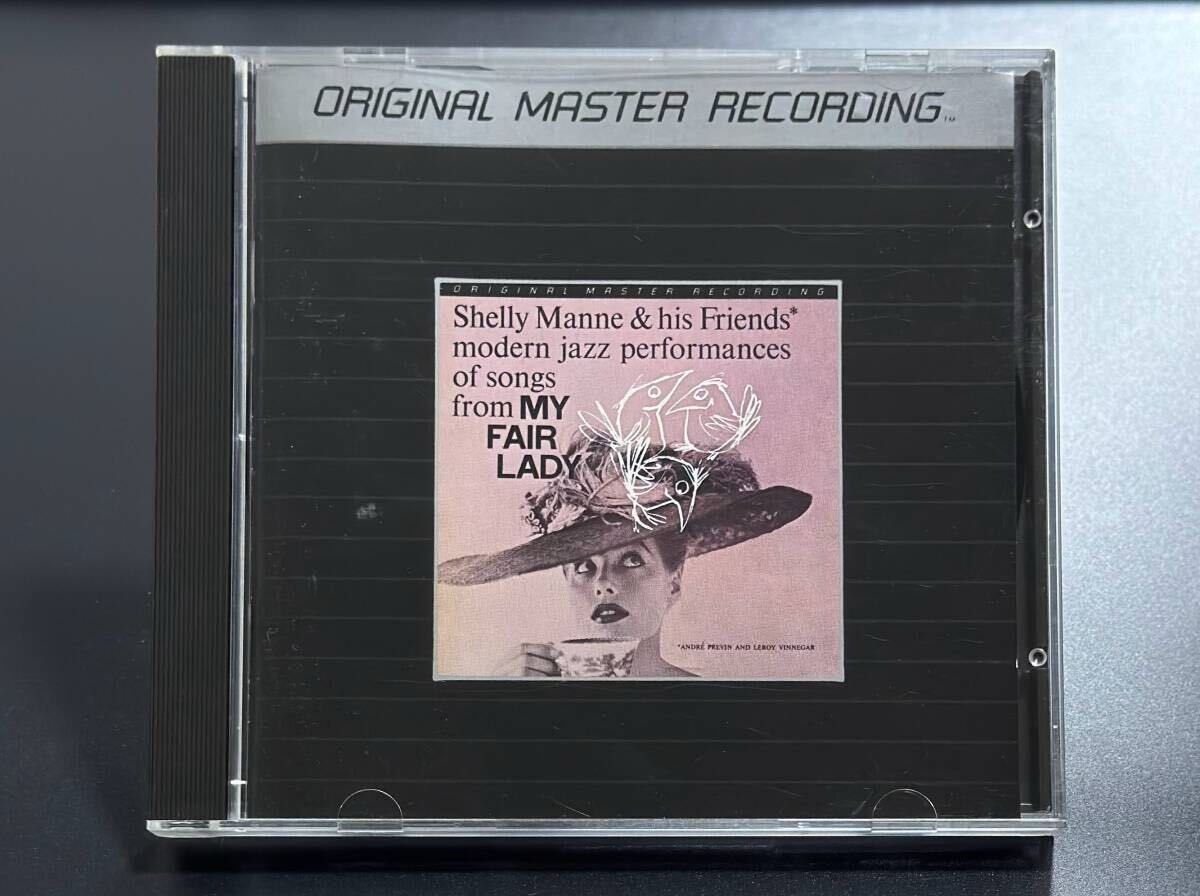 ORIGINAL MASTER RECORDING™
ORIGINAL MASTER RECORDING
Shelly Manne & his Friends*
modern jazz performances
of songs
from MY
FAIR
LADY
*ANDRÉ PREVIN AND LEROY VINNEGAR